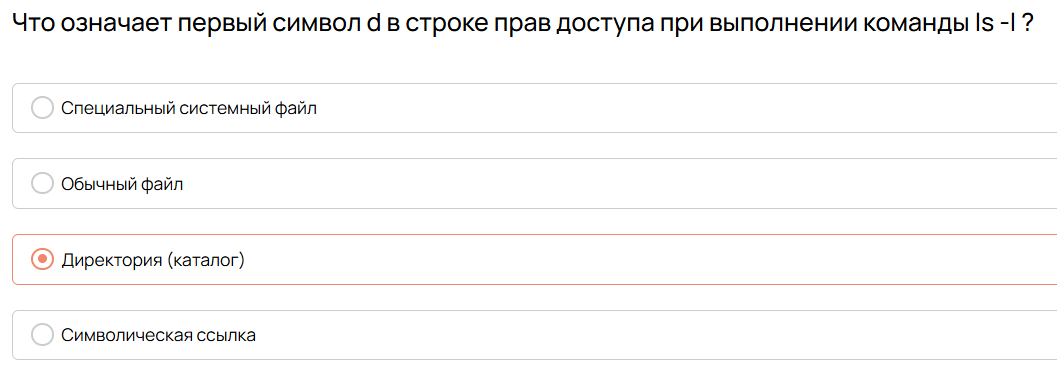 Что означает первый символ d в строке прав доступа при выполнении команды ls -l ?
Специальный системный файл
Обычный файл
Директория (каталог)
Символическая ссылка